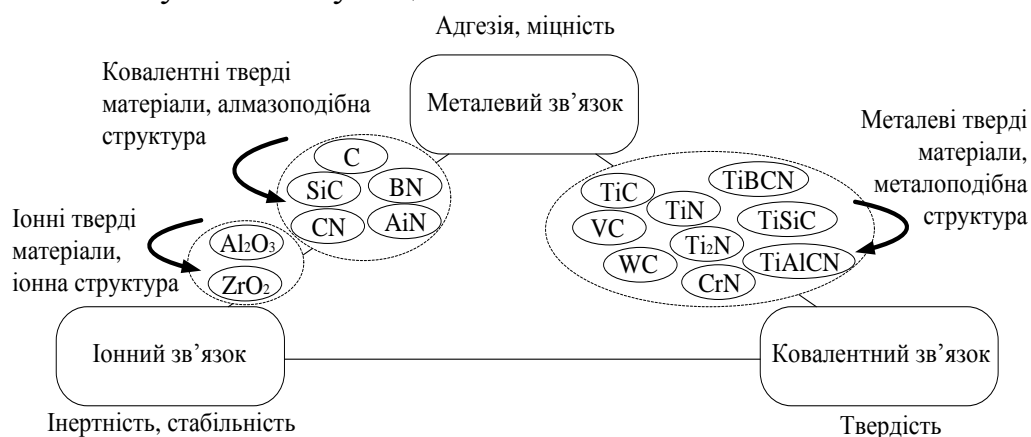 Адгезія, міцність
Ковалентні тверді
матеріали, алмазоподібна
структура
Металевий зв’язок
Металеві тверді
матеріали,
металоподібна
структура
C
SiC
BN
CN
AiN
TiC
TiN
TiBCN
VC
TiSiC
Ti₂N
WC
TiAlCN
CrN
Іонні тверді
матеріали,
іонна структура
Al₂O₃
ZrO₂
Іонний зв’язок
Ковалентний зв’язок
Інертність, стабільність
Твердість